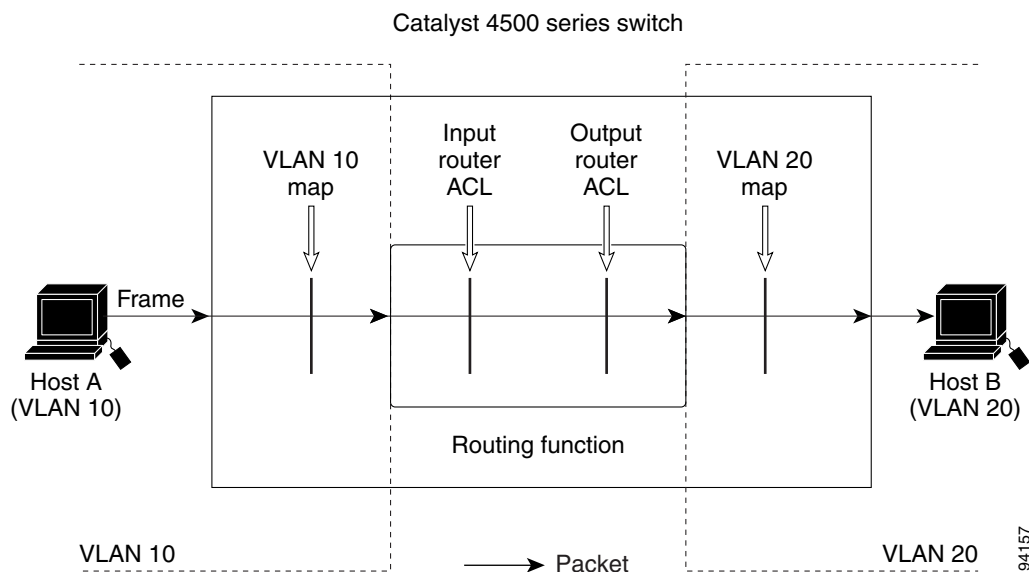 Catalyst 4500 series switch
VLAN 10
map
Input
router
ACL
Output
router
ACL
VLAN 20
map
Frame
Host A
(VLAN 10)
Host B
(VLAN 20)
Routing function
VLAN 10
Packet
VLAN 20
94157